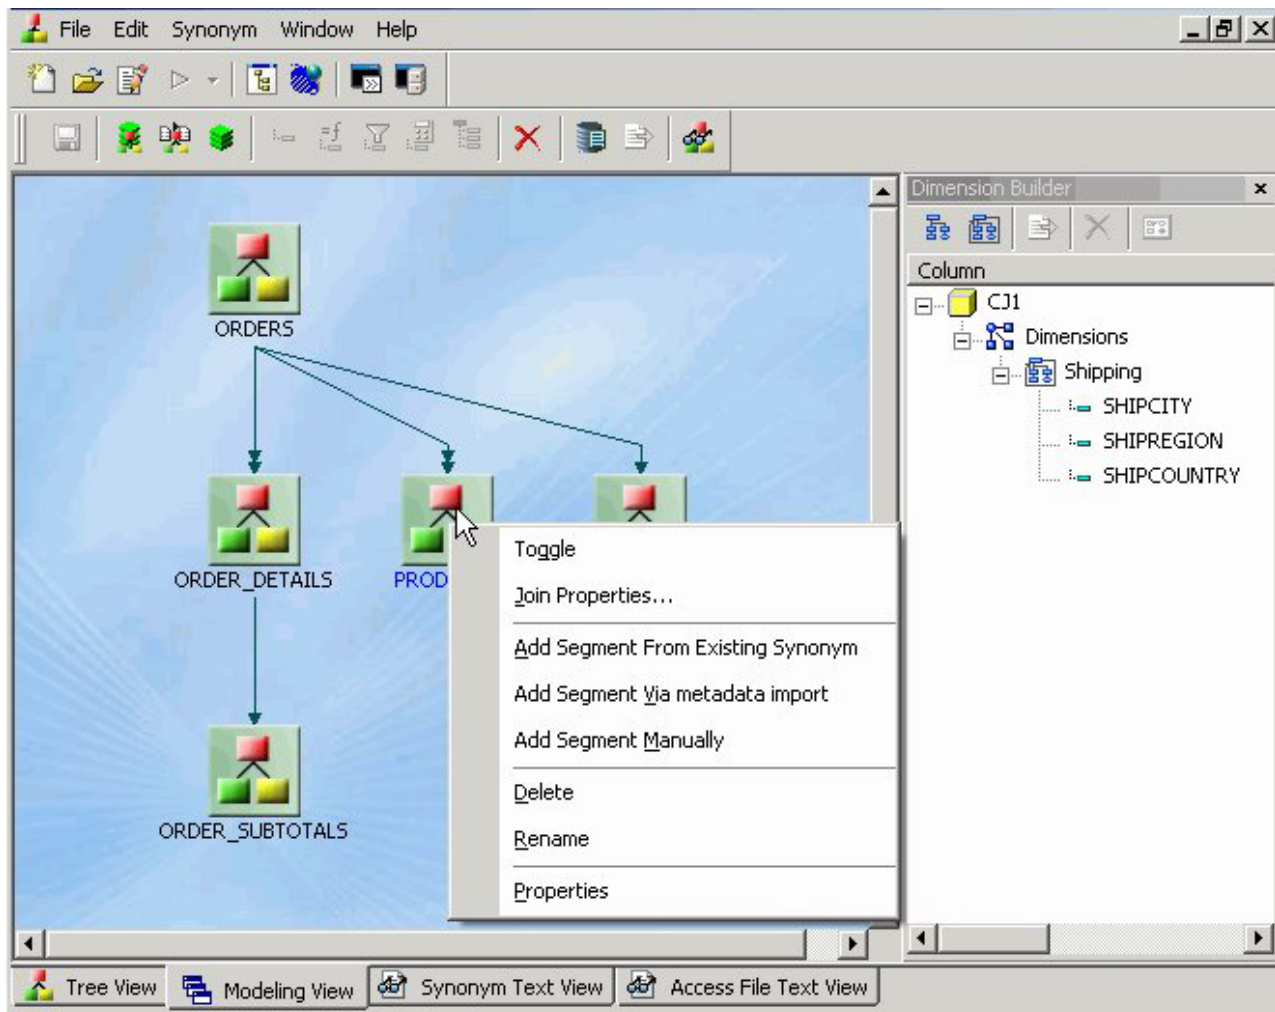 File Edit Synonym Window Help
Dimension Builder
Column
CJ1
Dimensions
Shipping
SHIPCITY
SHIPREGION
SHIPCOUNTRY
ORDERS
ORDER_DETAILS
PROD
ORDER_SUBTOTALS
Toggle
Join Properties...
Add Segment From Existing Synonym
Add Segment Via metadata import
Add Segment Manually
Delete
Rename
Properties
Tree View Modeling View Synonym Text View Access File Text View